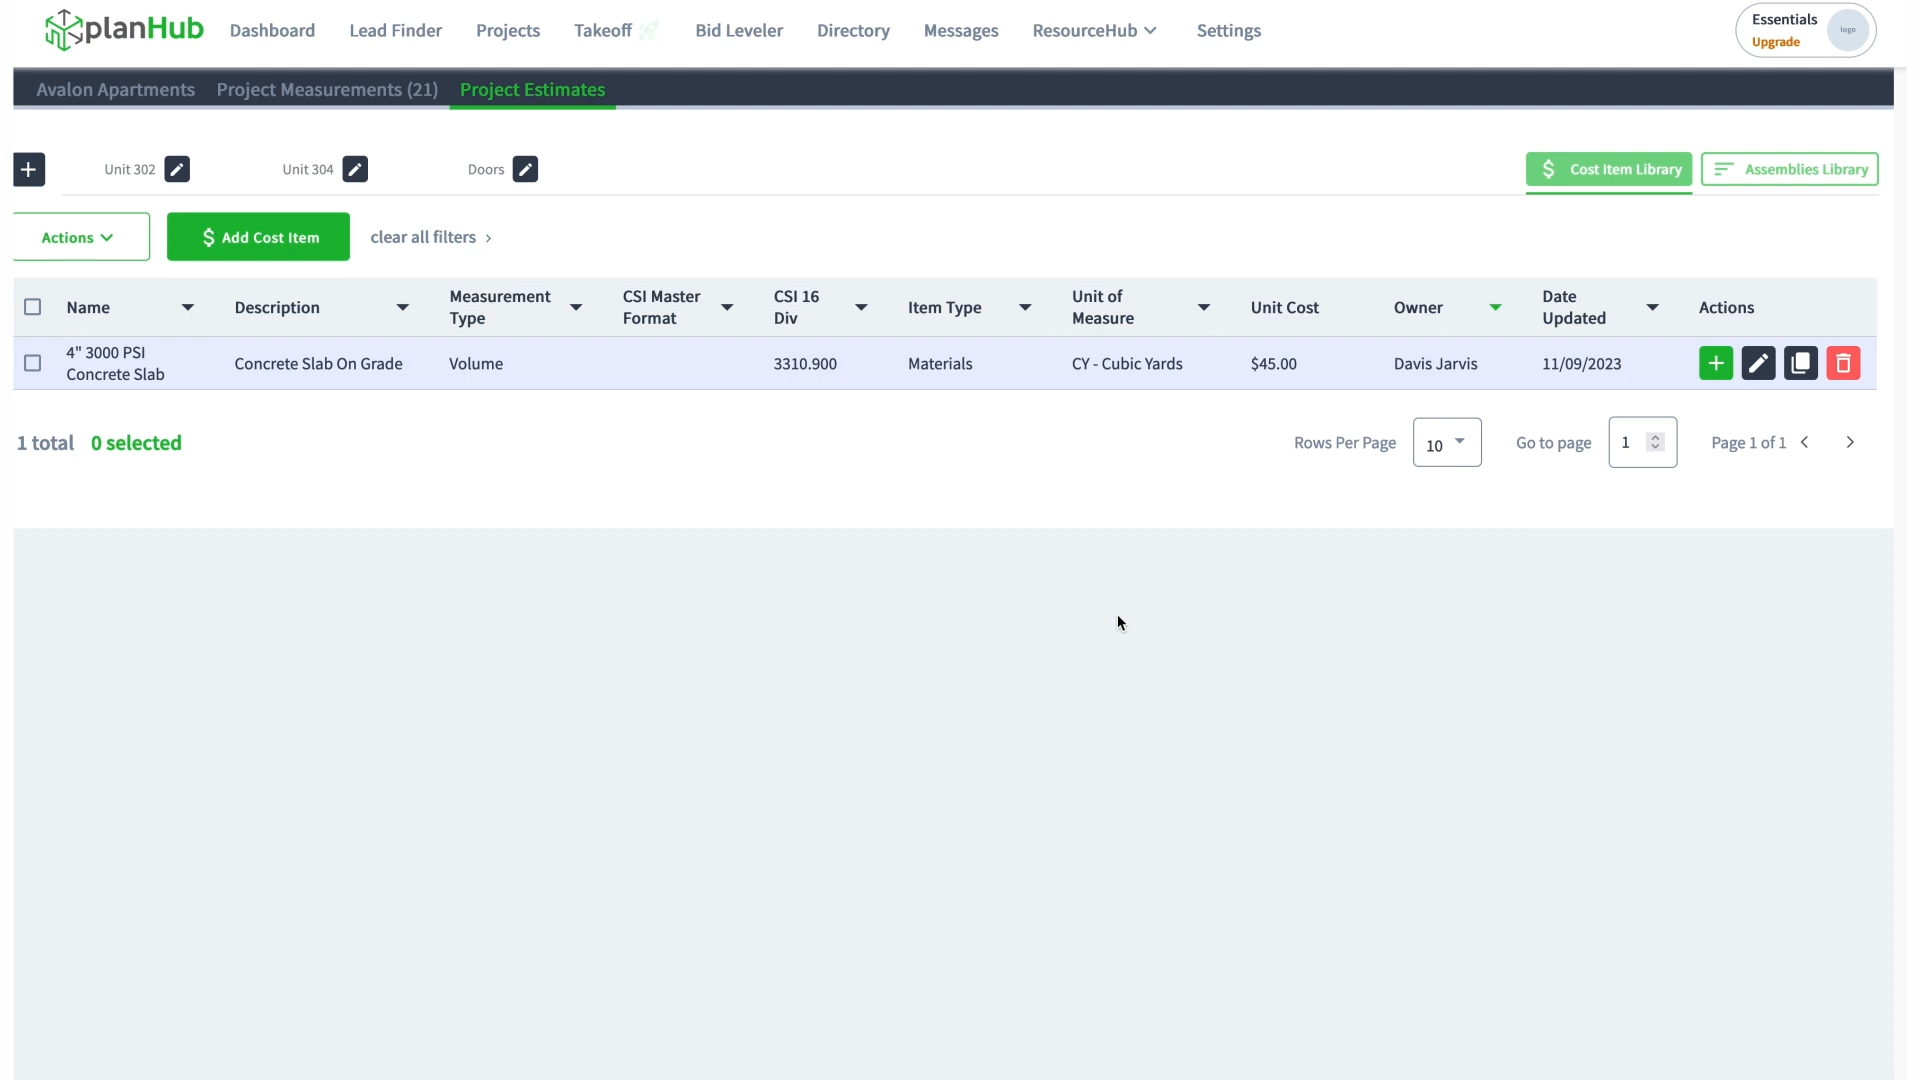 planHub Dashboard Lead Finder Projects Takeoff Bid Leveler Directory Messages ResourceHub Settings
Essentials
Upgrade
logo
Avalon Apartments Project Measurements (21) Project Estimates
Unit 302 Unit 304 Doors $ Cost Item Library Assemblies Library
Actions $ Add Cost Item clear all filters >
Name Description Measurement Type CSI Master Format CSI 16 Div Item Type Unit of Measure Unit Cost Owner Date Updated Actions
4" 3000 PSI Concrete Slab Concrete Slab On Grade Volume 3310.900 Materials CY - Cubic Yards $45.00 Davis Jarvis 11/09/2023
1 total 0 selected Rows Per Page 10 Go to page 1 Page 1 of 1